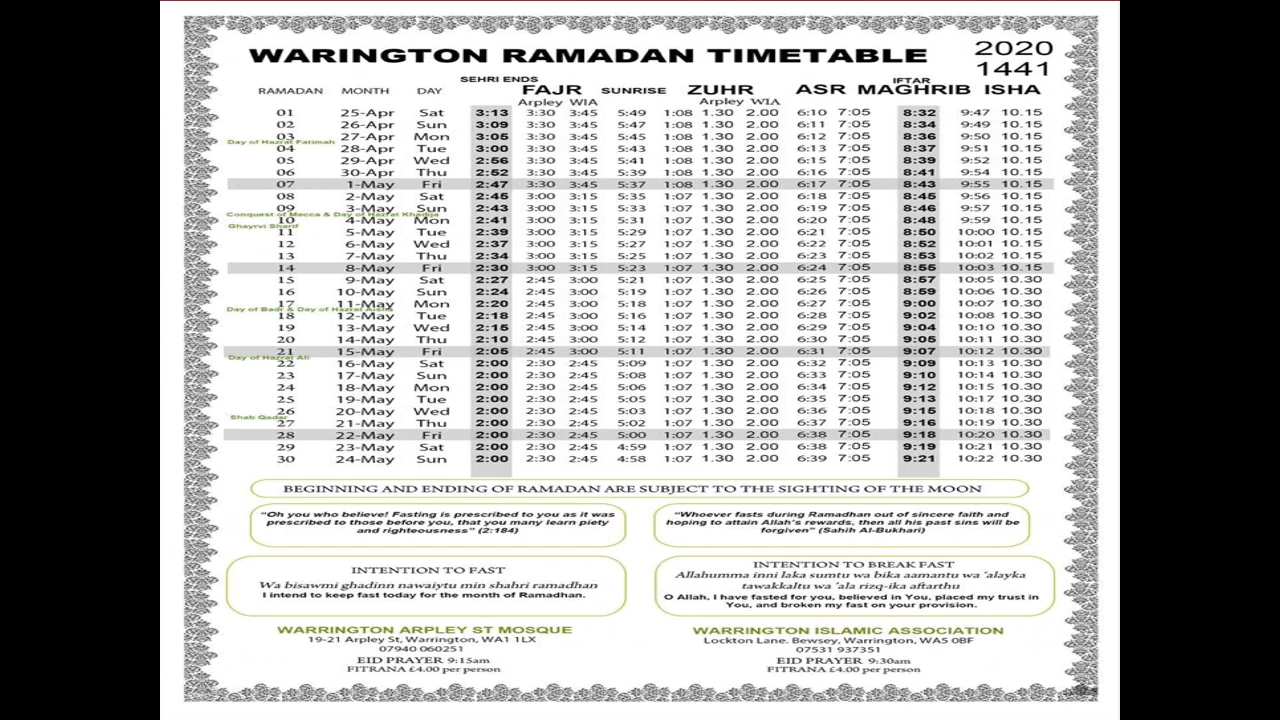 WARINGTON RAMADAN TIMETABLE 2020
1441
SEHRI ENDS IFTAR
RAMADAN MONTH DAY FAJR SUNRISE ZUHR ASR MAGHRIB ISHA
Arpley WIA Arpley WIA
01 25-Apr Sat 3:13 3:30 3:45 5:49 1:08 1.30 2.00 6:10 7:05 8:32 9:47 10.15
02 26-Apr Sun 3:09 3:30 3:45 5:47 1:08 1.30 2.00 6:11 7:05 8:34 9:49 10.15
03 27-Apr Mon 3:05 3:30 3:45 5:45 1:08 1.30 2.00 6:12 7:05 8:36 9:50 10.15
Day of Hazrat Fatimah
04 28-Apr Tue 3:00 3:30 3:45 5:43 1:08 1.30 2.00 6:13 7:05 8:37 9:51 10.15
05 29-Apr Wed 2:56 3:30 3:45 5:41 1:08 1.30 2.00 6:15 7:05 8:39 9:52 10.15
06 30-Apr Thu 2:52 3:30 3:45 5:39 1:08 1.30 2.00 6:16 7:05 8:41 9:54 10.15
07 1-May Fri 2:47 3:30 3:45 5:37 1:08 1.30 2.00 6:17 7:05 8:43 9:55 10.15
08 2-May Sat 2:45 3:00 3:15 5:35 1:07 1.30 2.00 6:18 7:05 8:45 9:56 10.15
09 3-May Sun 2:43 3:00 3:15 5:33 1:07 1.30 2.00 6:19 7:05 8:46 9:57 10.15
Conquest of Mecca & Day of Hazrat Khadija
10 4-May Mon 2:41 3:00 3:15 5:31 1:07 1.30 2.00 6:20 7:05 8:48 9:59 10.15
Ghayrvi Sharif
11 5-May Tue 2:39 3:00 3:15 5:29 1:07 1.30 2.00 6:21 7:05 8:50 10:00 10.15
12 6-May Wed 2:37 3:00 3:15 5:27 1:07 1.30 2.00 6:22 7:05 8:52 10:01 10.15
13 7-May Thu 2:34 3:00 3:15 5:25 1:07 1.30 2.00 6:23 7:05 8:53 10:02 10.15
14 8-May Fri 2:30 3:00 3:15 5:23 1:07 1.30 2.00 6:24 7:05 8:55 10:03 10.15
15 9-May Sat 2:27 2:45 3:00 5:21 1:07 1.30 2.00 6:25 7:05 8:57 10:05 10.30
16 10-May Sun 2:24 2:45 3:00 5:19 1:07 1.30 2.00 6:26 7:05 8:59 10:06 10.30
17 11-May Mon 2:20 2:45 3:00 5:18 1:07 1.30 2.00 6:27 7:05 9:00 10:07 10.30
Day of Badr & Day of Hazrat Aisha
18 12-May Tue 2:18 2:45 3:00 5:16 1:07 1.30 2.00 6:28 7:05 9:02 10:08 10.30
19 13-May Wed 2:15 2:45 3:00 5:14 1:07 1.30 2.00 6:29 7:05 9:04 10:10 10.30
20 14-May Thu 2:10 2:45 3:00 5:12 1:07 1.30 2.00 6:30 7:05 9:05 10:11 10.30
21 15-May Fri 2:05 2:45 3:00 5:11 1:07 1.30 2.00 6:31 7:05 9:07 10:12 10.30
Day of Hazrat Ali
22 16-May Sat 2:00 2:30 2:45 5:09 1:07 1.30 2.00 6:32 7:05 9:09 10:13 10.30
23 17-May Sun 2:00 2:30 2:45 5:08 1:07 1.30 2.00 6:33 7:05 9:10 10:14 10.30
24 18-May Mon 2:00 2:30 2:45 5:06 1:07 1.30 2.00 6:34 7:05 9:12 10:15 10.30
25 19-May Tue 2:00 2:30 2:45 5:05 1:07 1.30 2.00 6:35 7:05 9:13 10:17 10.30
26 20-May Wed 2:00 2:30 2:45 5:03 1:07 1.30 2.00 6:36 7:05 9:15 10:18 10.30
Shab Qadar
27 21-May Thu 2:00 2:30 2:45 5:02 1:07 1.30 2.00 6:37 7:05 9:16 10:19 10.30
28 22-May Fri 2:00 2:30 2:45 5:00 1:07 1.30 2.00 6:38 7:05 9:18 10:20 10.30
29 23-May Sat 2:00 2:30 2:45 4:59 1:07 1.30 2.00 6:38 7:05 9:19 10:21 10.30
30 24-May Sun 2:00 2:30 2:45 4:58 1:07 1.30 2.00 6:39 7:05 9:21 10:22 10.30
BEGINNING AND ENDING OF RAMADAN ARE SUBJECT TO THE SIGHTING OF THE MOON
"Oh you who believe! Fasting is prescribed to you as it was
prescribed to those before you, that you many learn piety
and righteousness" (2:184)
"Whoever fasts during Ramadhan out of sincere faith and
hoping to attain Allah's rewards, then all his past sins will be
forgiven" (Sahih Al-Bukhari)
INTENTION TO FAST
Wa bisawmi ghadinn nawaiytu min shahri ramadhan
I intend to keep fast today for the month of Ramadhan.
INTENTION TO BREAK FAST
Allahumma inni laka sumtu wa bika aamantu wa 'alayka
tawakkaltu wa 'ala rizq-ika aftarthu
O Allah, I have fasted for you, believed in You, placed my trust in
You, and broken my fast on your provision.
WARRINGTON ARPLEY ST MOSQUE
19-21 Arpley St, Warrington, WA1 1LX
07940 060251
EID PRAYER 9:15am
FITRANA £4.00 per person
WARRINGTON ISLAMIC ASSOCIATION
Lockton Lane. Bewsey, Warrington, WA5 0BF
07531 937351
EID PRAYER 9:30am
FITRANA £4.00 per person